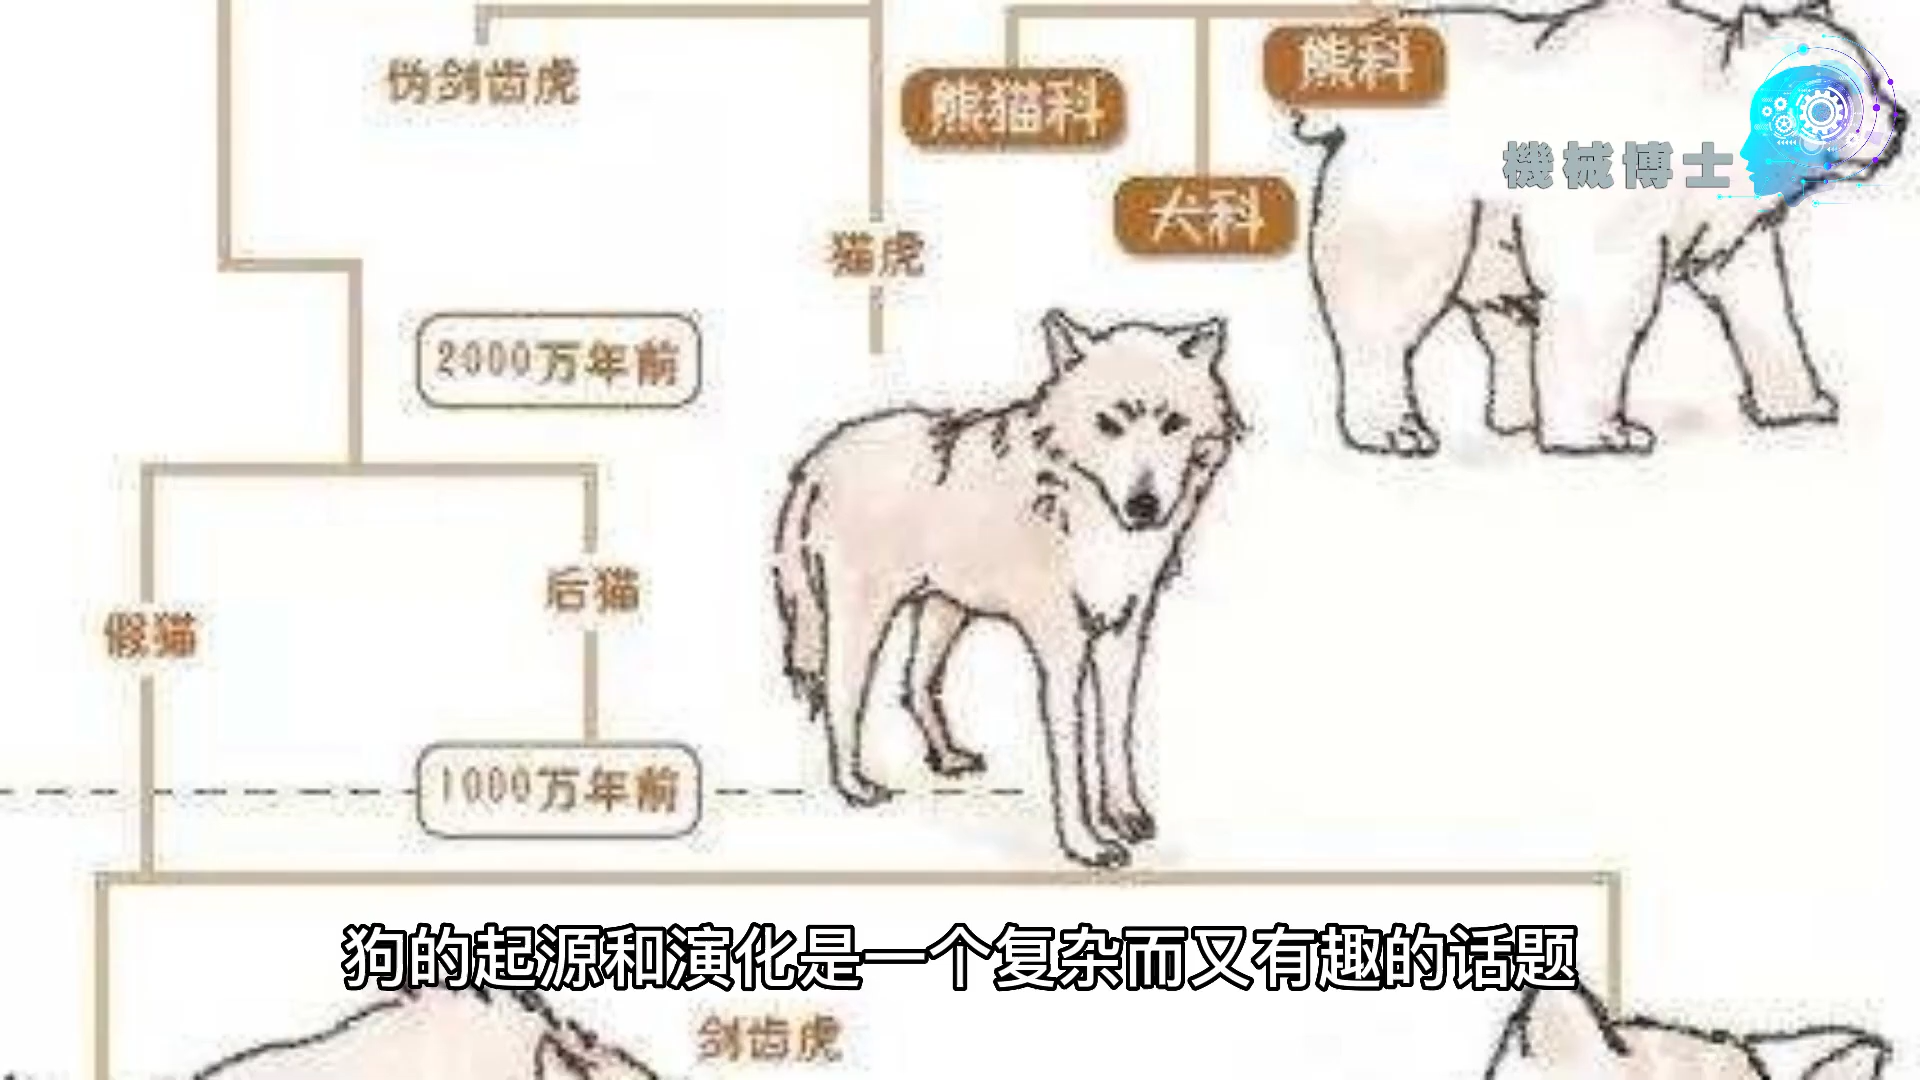 伪剑齿虎
熊猫科
熊科
機械博士
犬科
猫虎
2000万年前
后猫
假猫
1000万年前
狗的起源和演化是一个复杂而又有趣的话题
剑齿虎